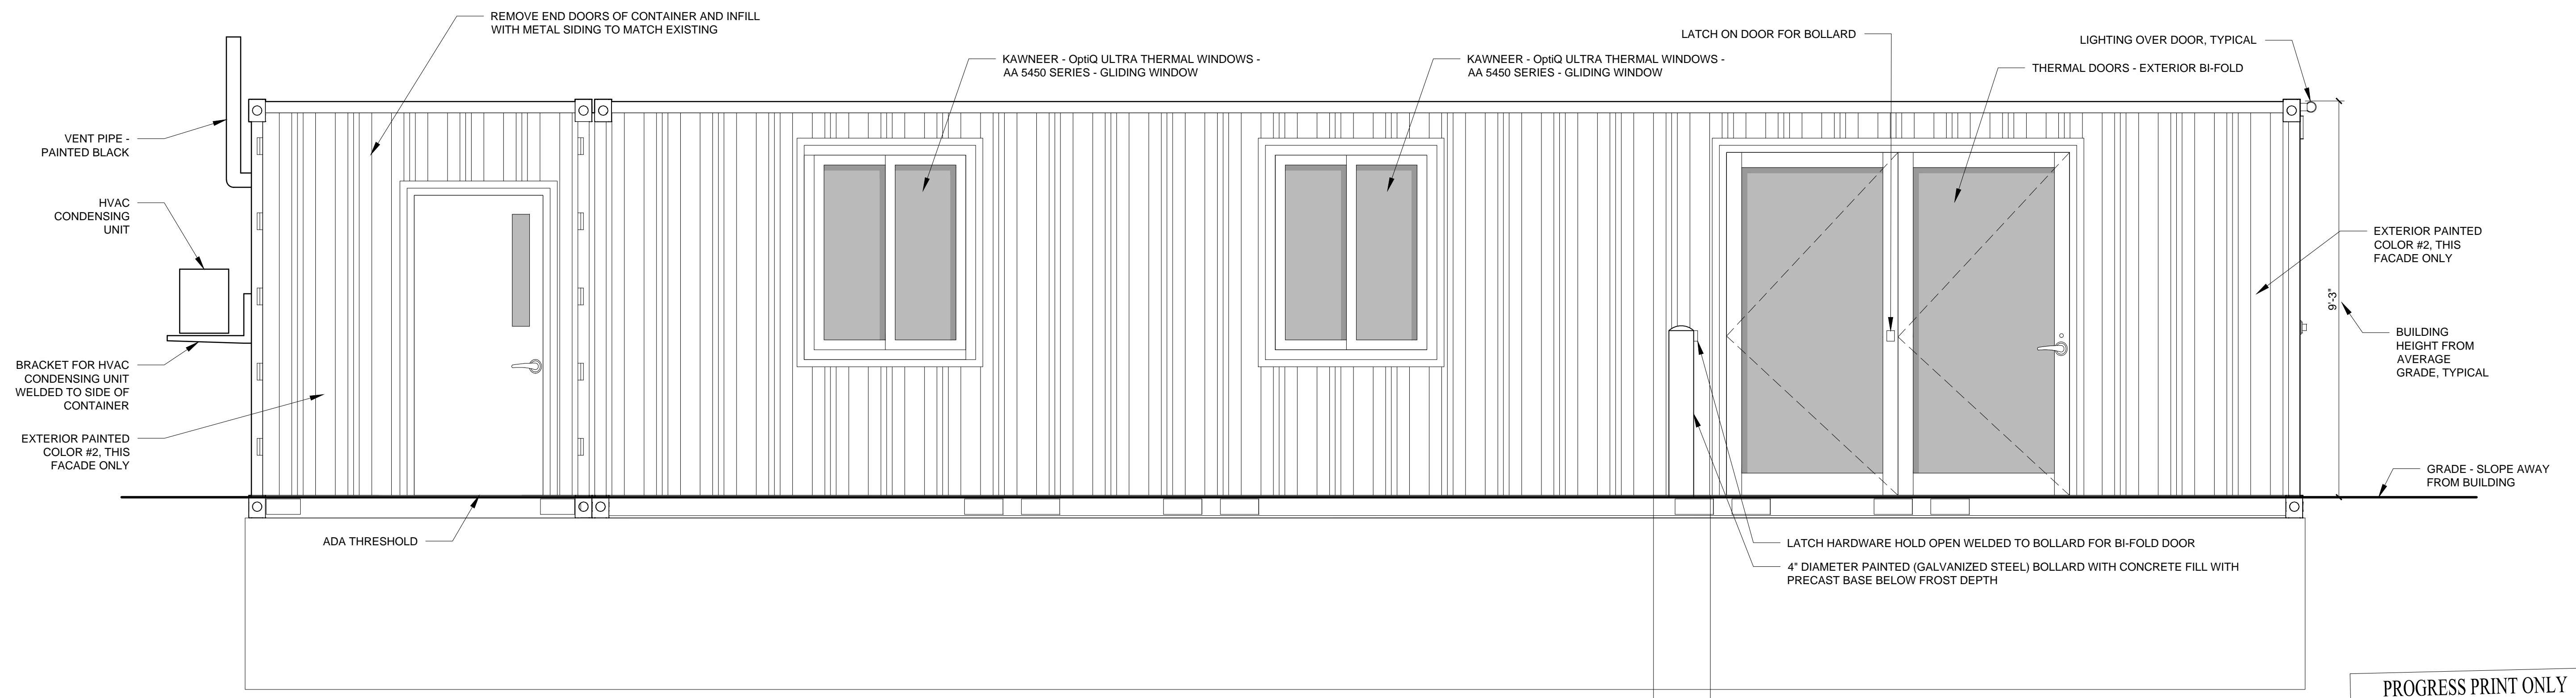 REMOVE END DOORS OF CONTAINER AND INFILL
WITH METAL SIDING TO MATCH EXISTING
KAWNEER - OptiQ ULTRA THERMAL WINDOWS -
AA 5450 SERIES - GLIDING WINDOW
KAWNEER - OptiQ ULTRA THERMAL WINDOWS -
AA 5450 SERIES - GLIDING WINDOW
LATCH ON DOOR FOR BOLLARD
LIGHTING OVER DOOR, TYPICAL
THERMAL DOORS - EXTERIOR BI-FOLD
VENT PIPE -
PAINTED BLACK
HVAC
CONDENSING
UNIT
BRACKET FOR HVAC
CONDENSING UNIT
WELDED TO SIDE OF
CONTAINER
EXTERIOR PAINTED
COLOR #2, THIS
FACADE ONLY
EXTERIOR PAINTED
COLOR #2, THIS
FACADE ONLY
9'-3"
BUILDING
HEIGHT FROM
AVERAGE
GRADE, TYPICAL
GRADE - SLOPE AWAY
FROM BUILDING
ADA THRESHOLD
LATCH HARDWARE HOLD OPEN WELDED TO BOLLARD FOR BI-FOLD DOOR
4" DIAMETER PAINTED (GALVANIZED STEEL) BOLLARD WITH CONCRETE FILL WITH
PRECAST BASE BELOW FROST DEPTH
PROGRESS PRINT ONLY